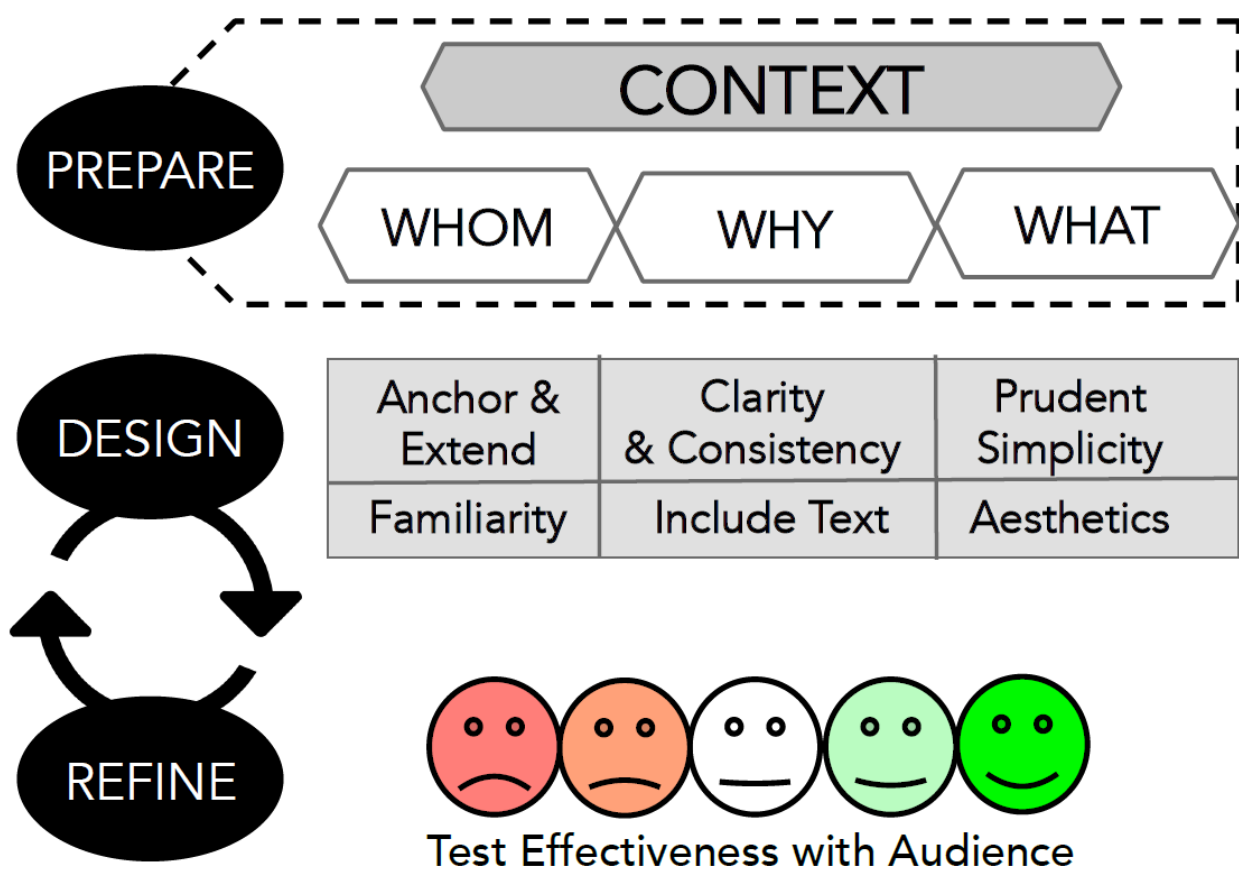 CONTEXT
PREPARE
WHOM
WHY
WHAT
DESIGN
Anchor &
Extend
Clarity
& Consistency
Prudent
Simplicity
Familiarity
Include Text
Aesthetics
REFINE
Test Effectiveness with Audience